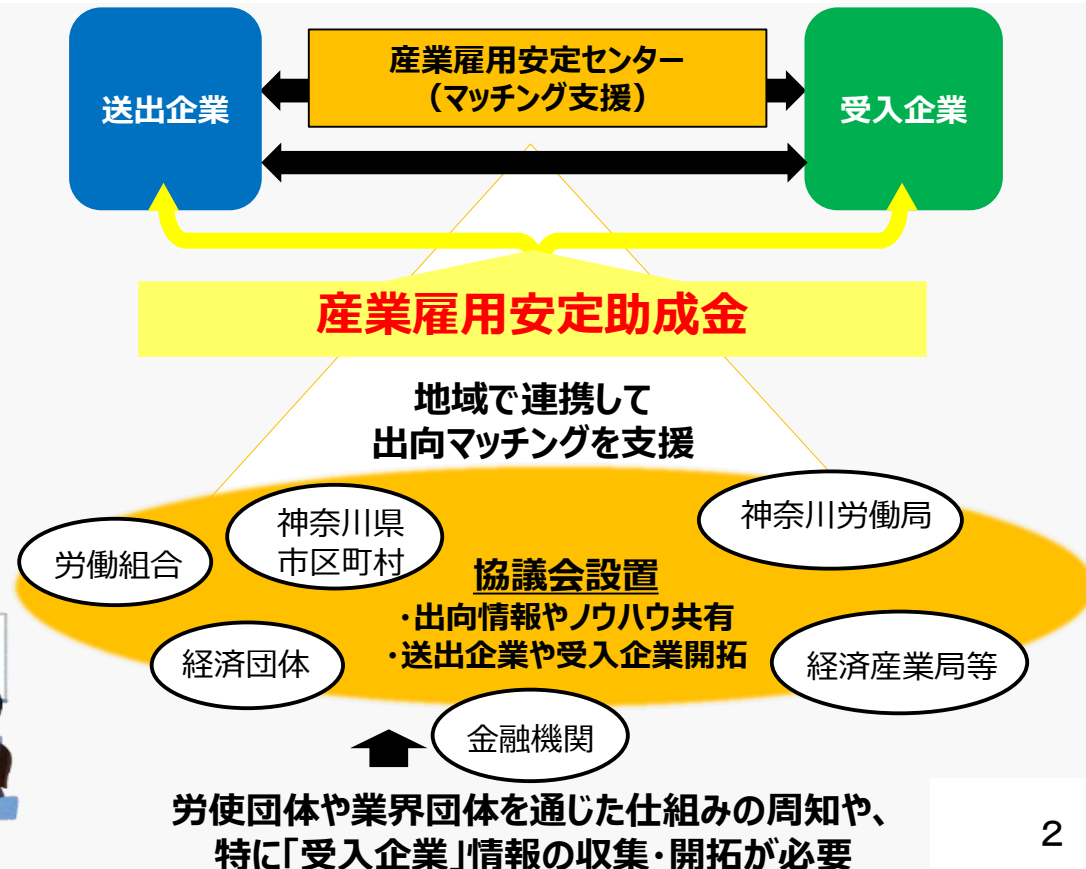 産業雇用安定センター
（マッチング支援）
送出企業
受入企業
産業雇用安定助成金
地域で連携して
出向マッチングを支援
神奈川県
市区町村
神奈川労働局
労働組合
協議会設置
・出向情報やノウハウ共有
・送出企業や受入企業開拓
経済団体
経済産業局等
金融機関
労使団体や業界団体を通じた仕組みの周知や、
特に「受入企業」情報の収集・開拓が必要
2